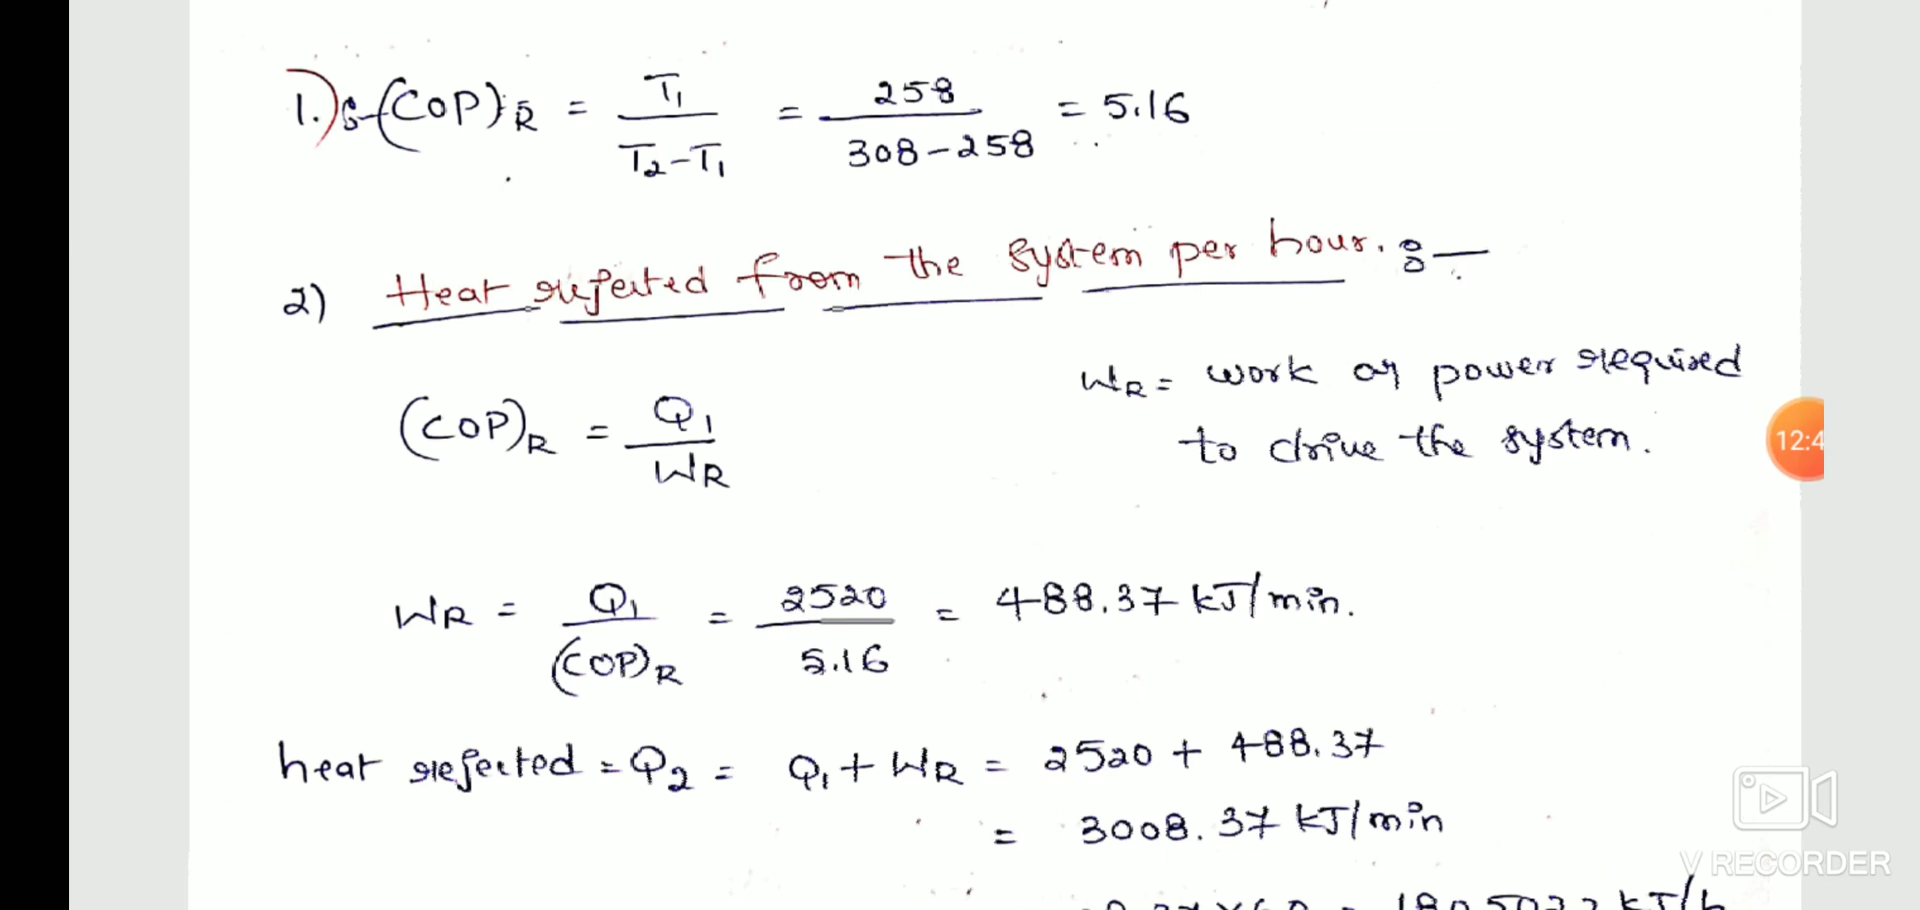 1.) (COP)R = T1 / T2-T1 = 258 / 308-258 = 5.16
2) Heat rejected from the system per hour. :-
(COP)R = Q1 / WR
WR = work or power required
to drive the system.
12:4
WR = Q1 / (COP)R = 2520 / 5.16 = 488.37 kJ/min.
heat rejected = Q2 = Q1 + WR = 2520 + 488.37
= 3008.37 kJ/min
V RECORDER